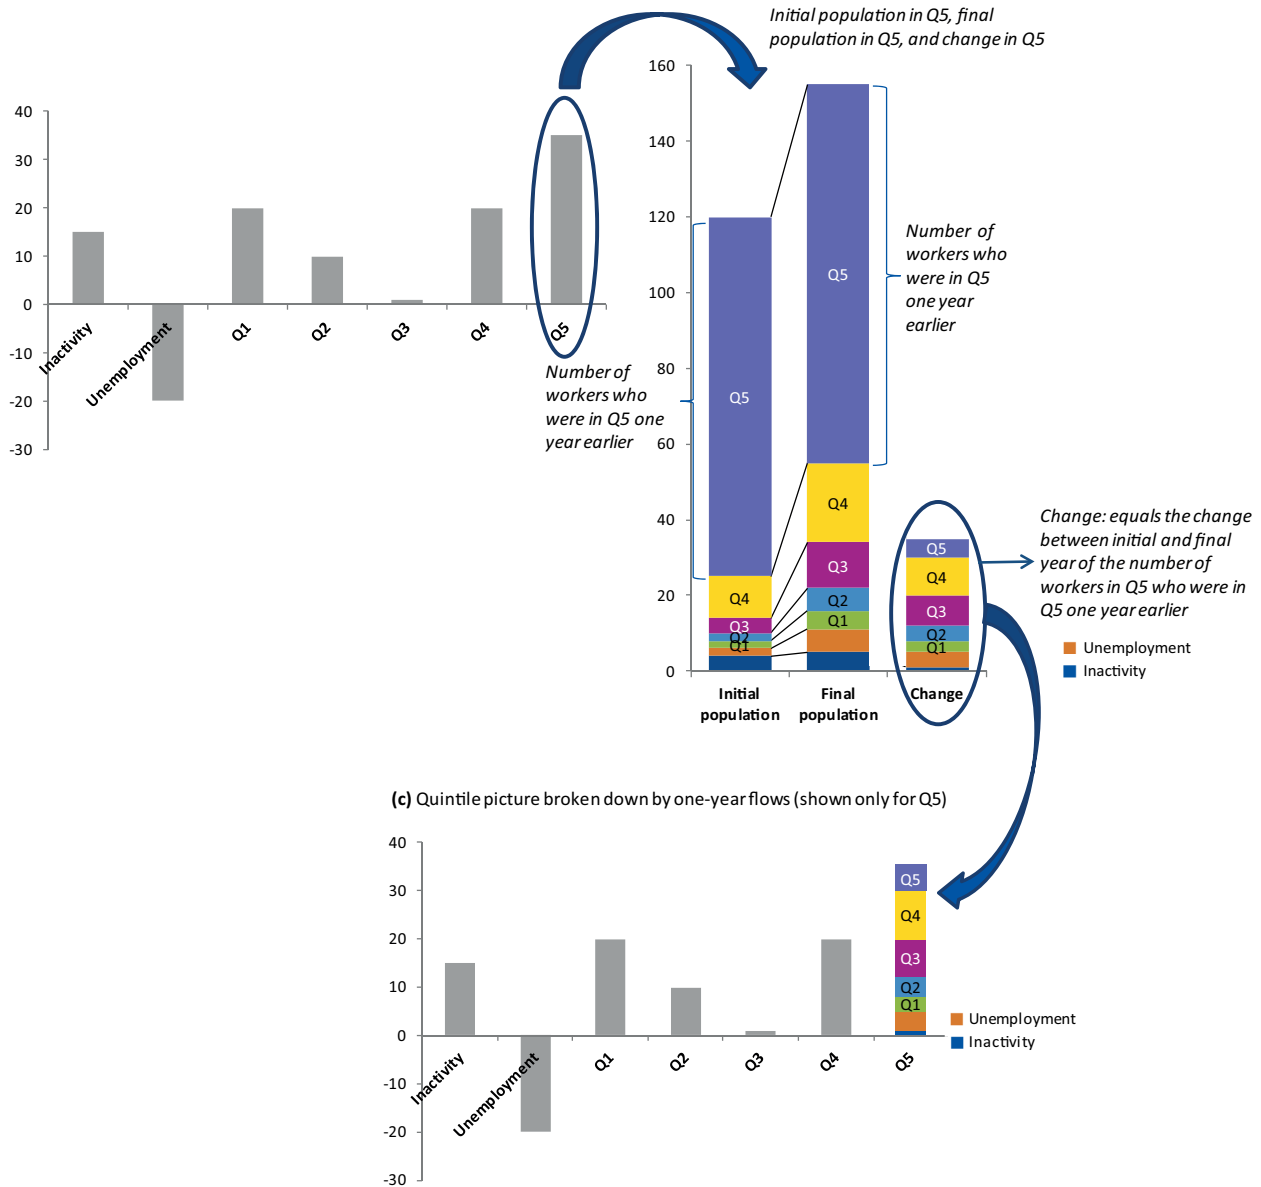 Initial population in Q5, final
population in Q5, and change in Q5
40
30
20
10
0
-10
-20
-30
Inactivity
Unemployment
Q1
Q2
Q3
Q4
Q5
Number of
workers who
were in Q5 one
year earlier
160
140
120
100
80
60
40
20
0
Q5
Q4
Q3
Q2
Q1
Q5
Q4
Q3
Q2
Q1
Q5
Q4
Q3
Q2
Q1
Initial
population
Final
population
Change
Number of
workers who
were in Q5
one year
earlier
Change: equals the change
between initial and final
year of the number of
workers in Q5 who were in
Q5 one year earlier
Unemployment
Inactivity
(c) Quintile picture broken down by one-year flows (shown only for Q5)
40
30
20
10
0
-10
-20
-30
Inactivity
Unemployment
Q1
Q2
Q3
Q4
Q5
Q5
Q4
Q3
Q2
Q1
Unemployment
Inactivity